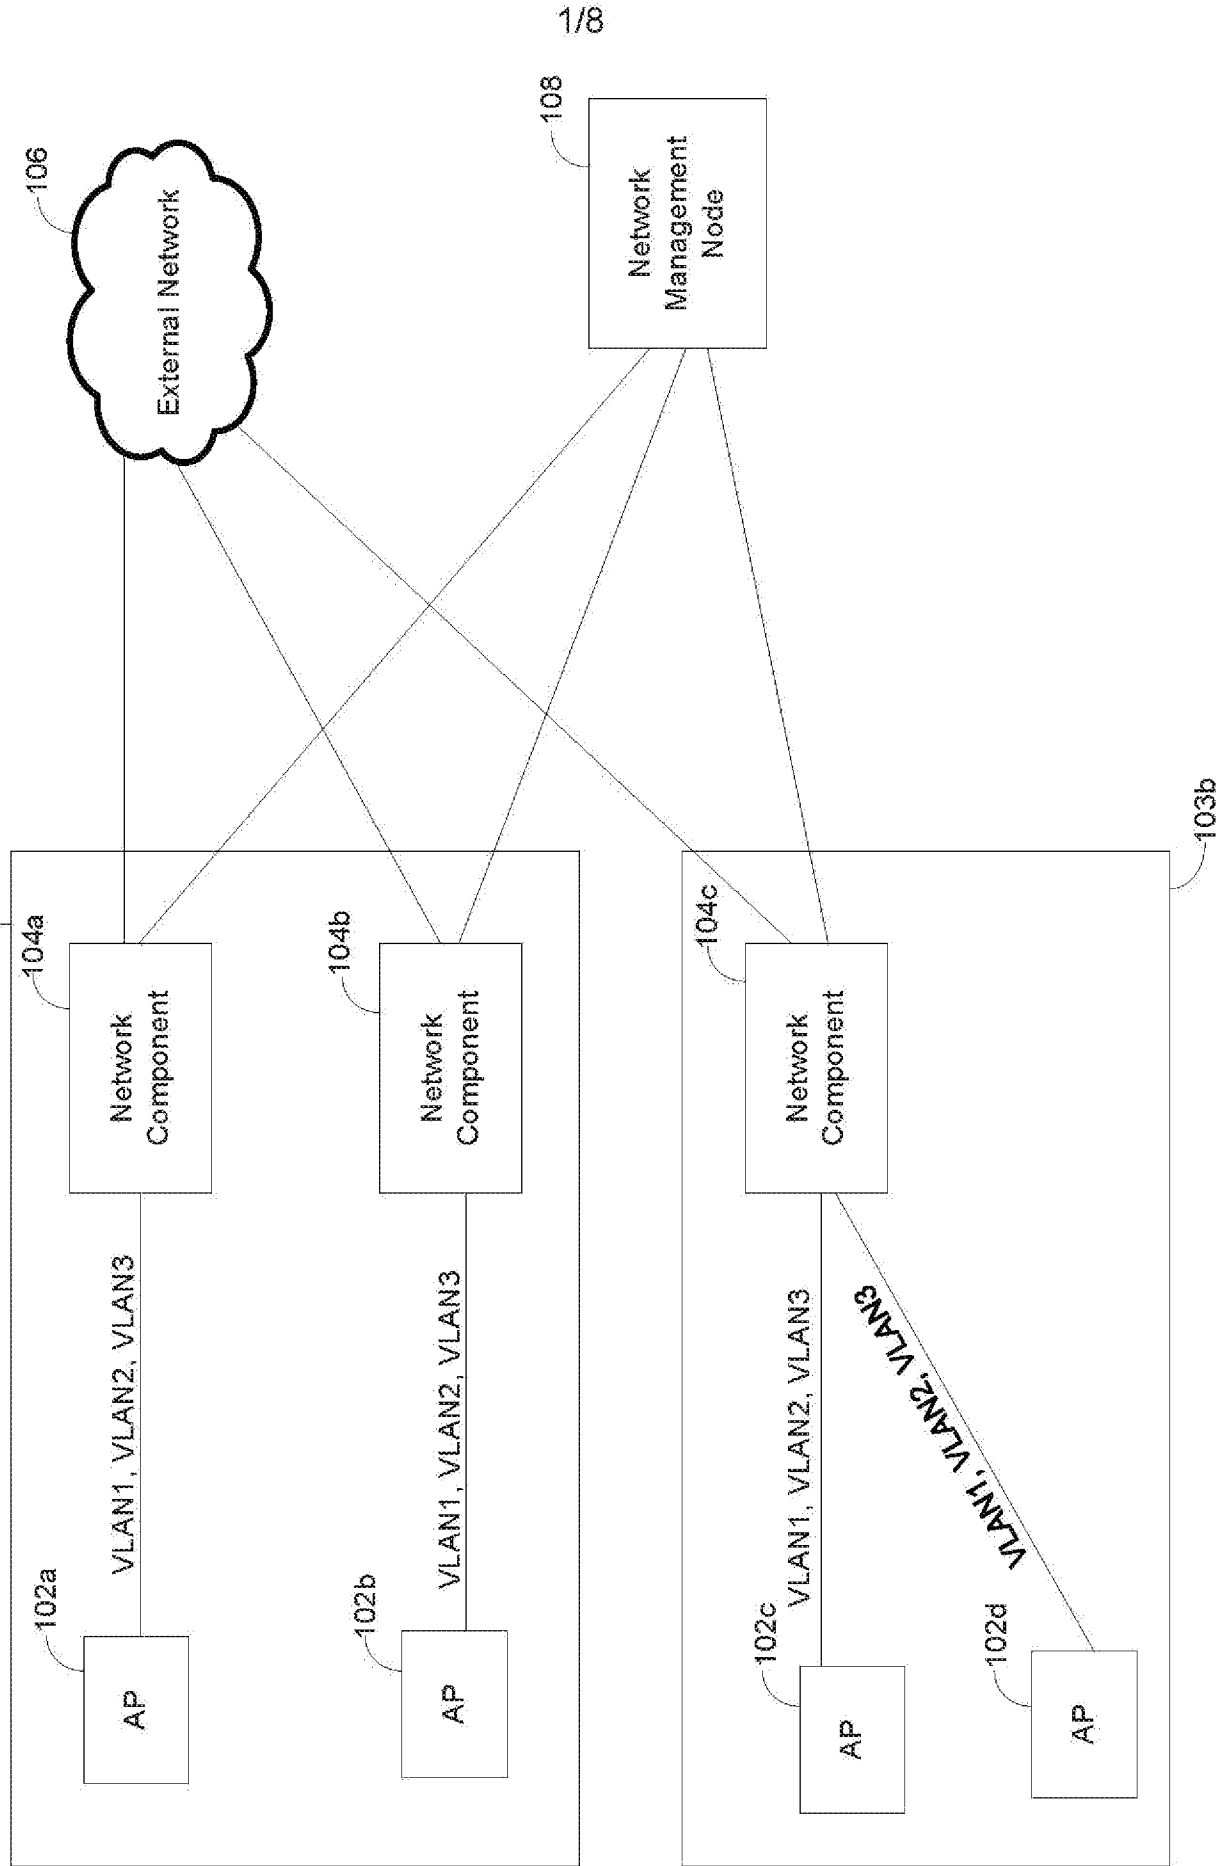 1/8
106
External Network
108
Network
Management
Node
104a
Network
Component
104b
Network
Component
104c
Network
Component
103b
VLAN1, VLAN2, VLAN3
VLAN1, VLAN2, VLAN3
VLAN1, VLAN2, VLAN3
VLAN1, VLAN2, VLAN3
102a
AP
102b
AP
102c
AP
102d
AP